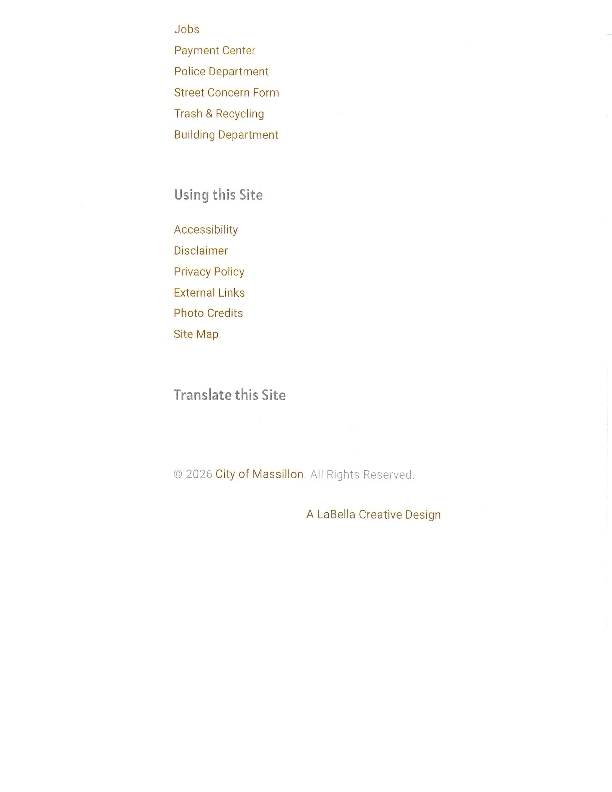 Jobs
Payment Center
Police Department
Street Concern Form
Trash & Recycling
Building Department
Using this Site
Accessibility
Disclaimer
Privacy Policy
External Links
Photo Credits
Site Map
Translate this Site
© 2026 City of Massillon. All Rights Reserved.
A LaBella Creative Design